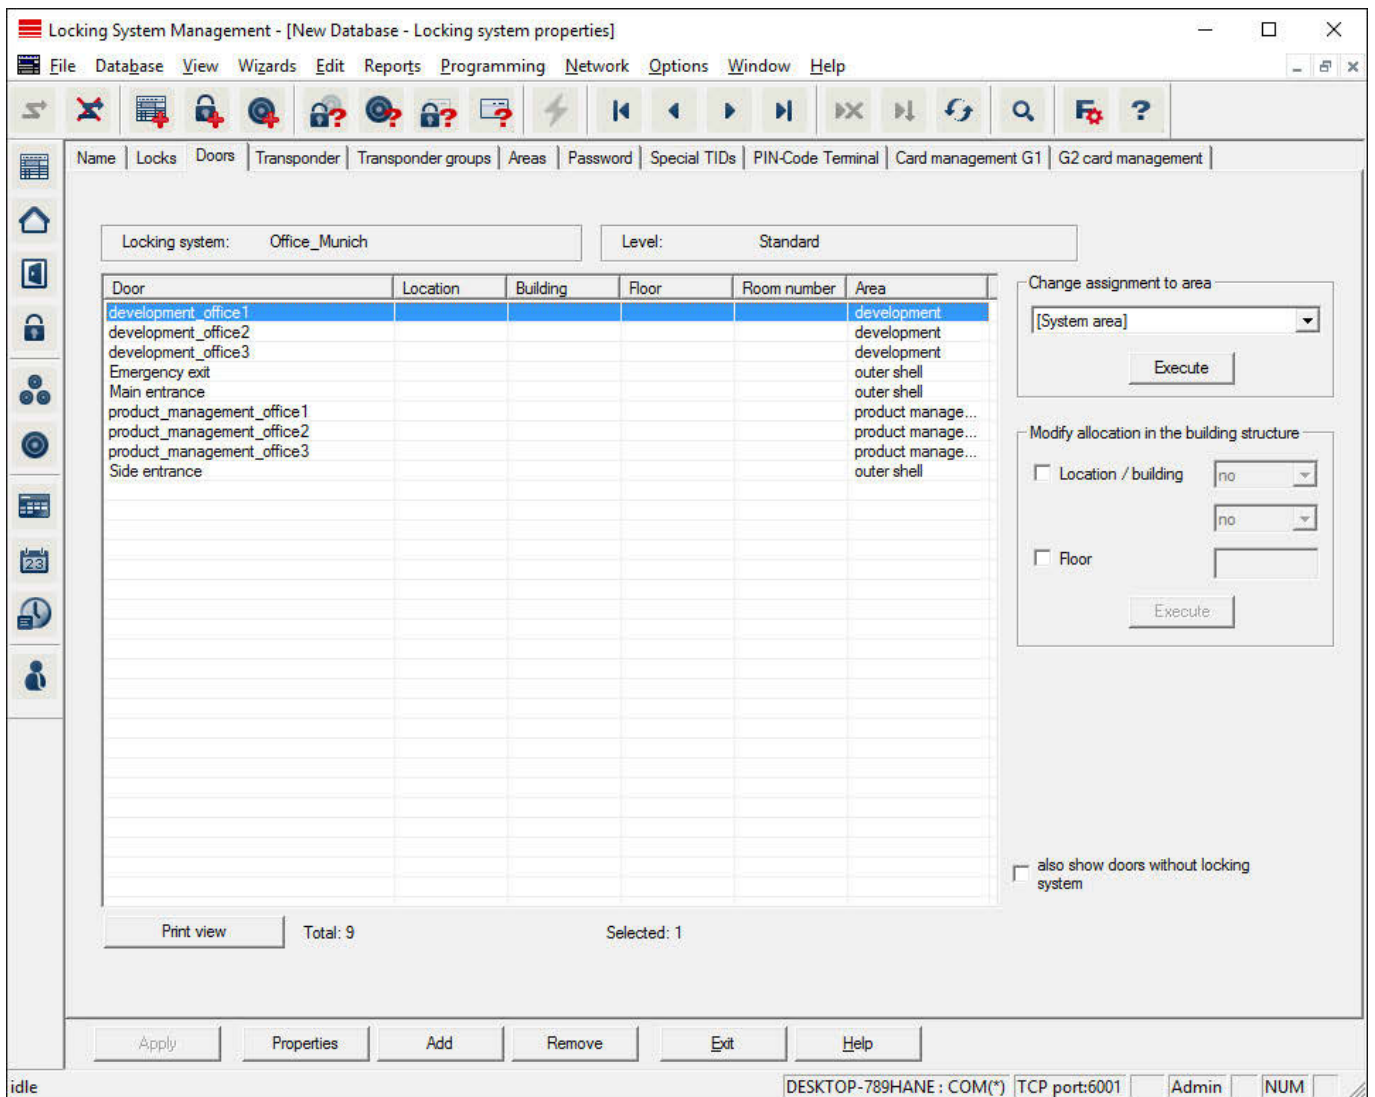 Locking System Management - [New Database - Locking system properties]
File Database View Wizards Edit Reports Programming Network Options Window Help
Name Locks Doors Transponder Transponder groups Areas Password Special TIDs PIN-Code Terminal Card management G1 G2 card management
Locking system: Office_Munich Level: Standard
Door Location Building Floor Room number Area
development_office1 development
development_office2 development
development_office3 development
Emergency exit outer shell
Main entrance outer shell
product_management_office1 product manage...
product_management_office2 product manage...
product_management_office3 product manage...
Side entrance outer shell
Change assignment to area
[System area]
Execute
Modify allocation in the building structure
Location / building no
no
Floor
Execute
23
also show doors without locking
system
Print view Total: 9 Selected: 1
Apply Properties Add Remove Exit Help
idle DESKTOP-789HANE : COM(*) TCP port:6001 Admin NUM